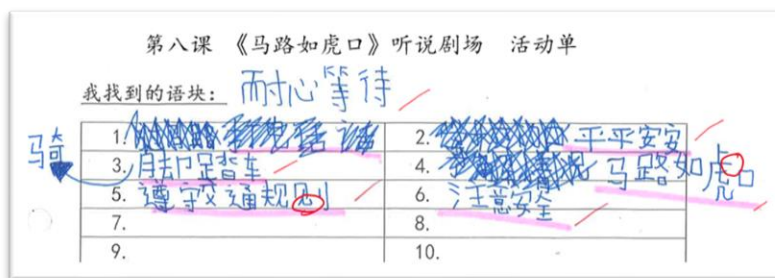 第八课 《马路如虎口》听说剧场 活动单
我找到的语块: 耐心等待
1.
2. 平平安安
骑
3. 脚踏车
4. 马路如虎口
5. 遵守交通规则
6. 注意安全
7.
8.
9.
10.